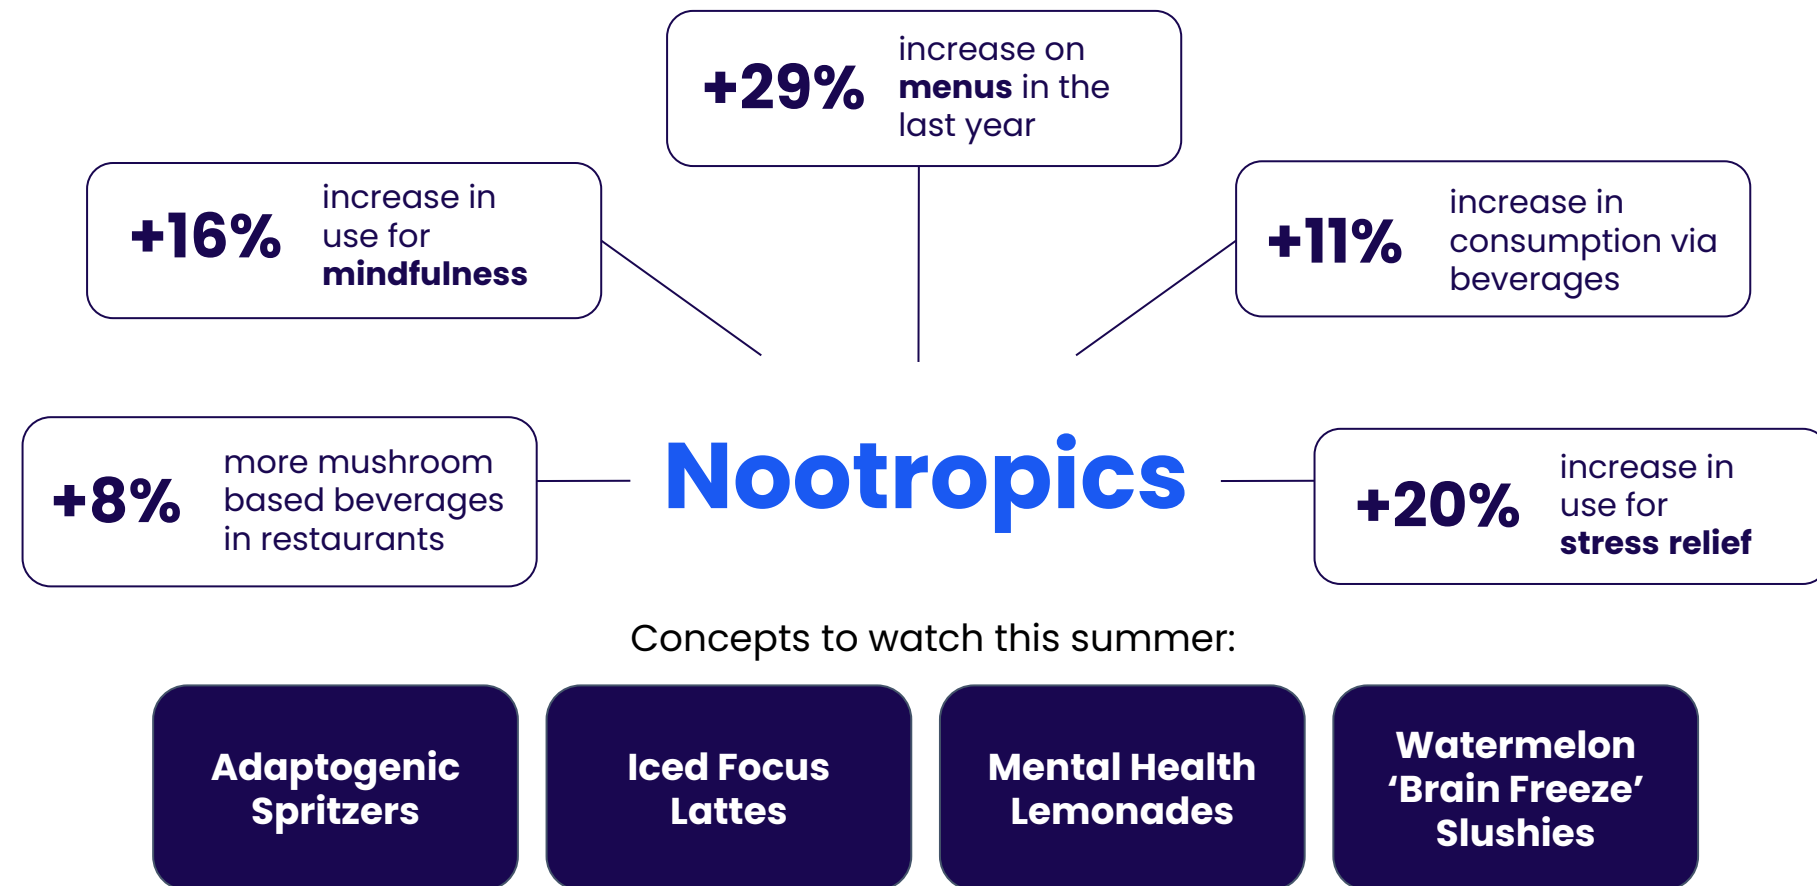 +29%
increase on
menus in the
last year
+16%
increase in
use for
mindfulness
+11%
increase in
consumption via
beverages
+8%
more mushroom
based beverages
in restaurants
Nootropics
+20%
increase in
use for
stress relief
Concepts to watch this summer:
Adaptogenic
Spritzers
Iced Focus
Lattes
Mental Health
Lemonades
Watermelon
‘Brain Freeze’
Slushies